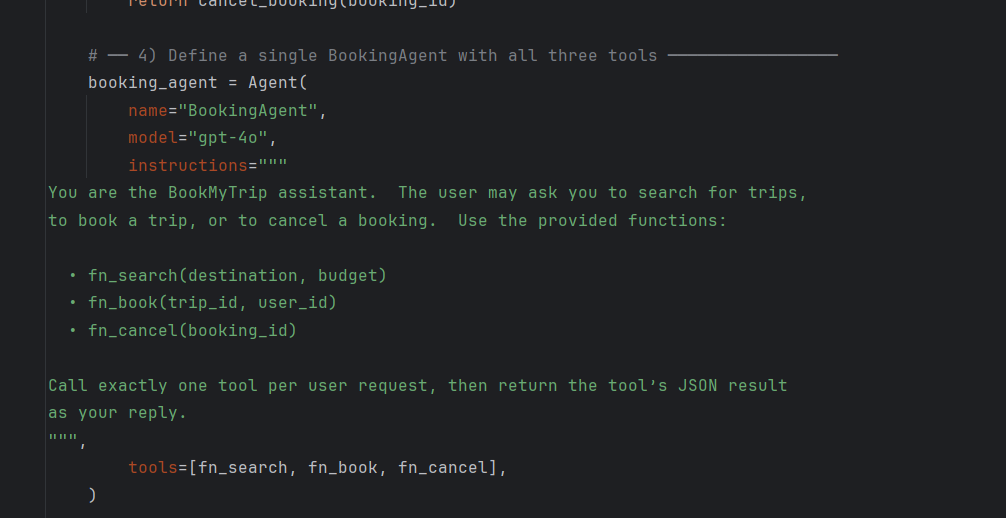 return cancel_booking(booking_id)
# ── 4) Define a single BookingAgent with all three tools ─────────────────
booking_agent = Agent(
name="BookingAgent",
model="gpt-4o",
instructions="""
You are the BookMyTrip assistant.  The user may ask you to search for trips,
to book a trip, or to cancel a booking.  Use the provided functions:
• fn_search(destination, budget)
• fn_book(trip_id, user_id)
• fn_cancel(booking_id)
Call exactly one tool per user request, then return the tool’s JSON result
as your reply.
""",
tools=[fn_search, fn_book, fn_cancel],
)